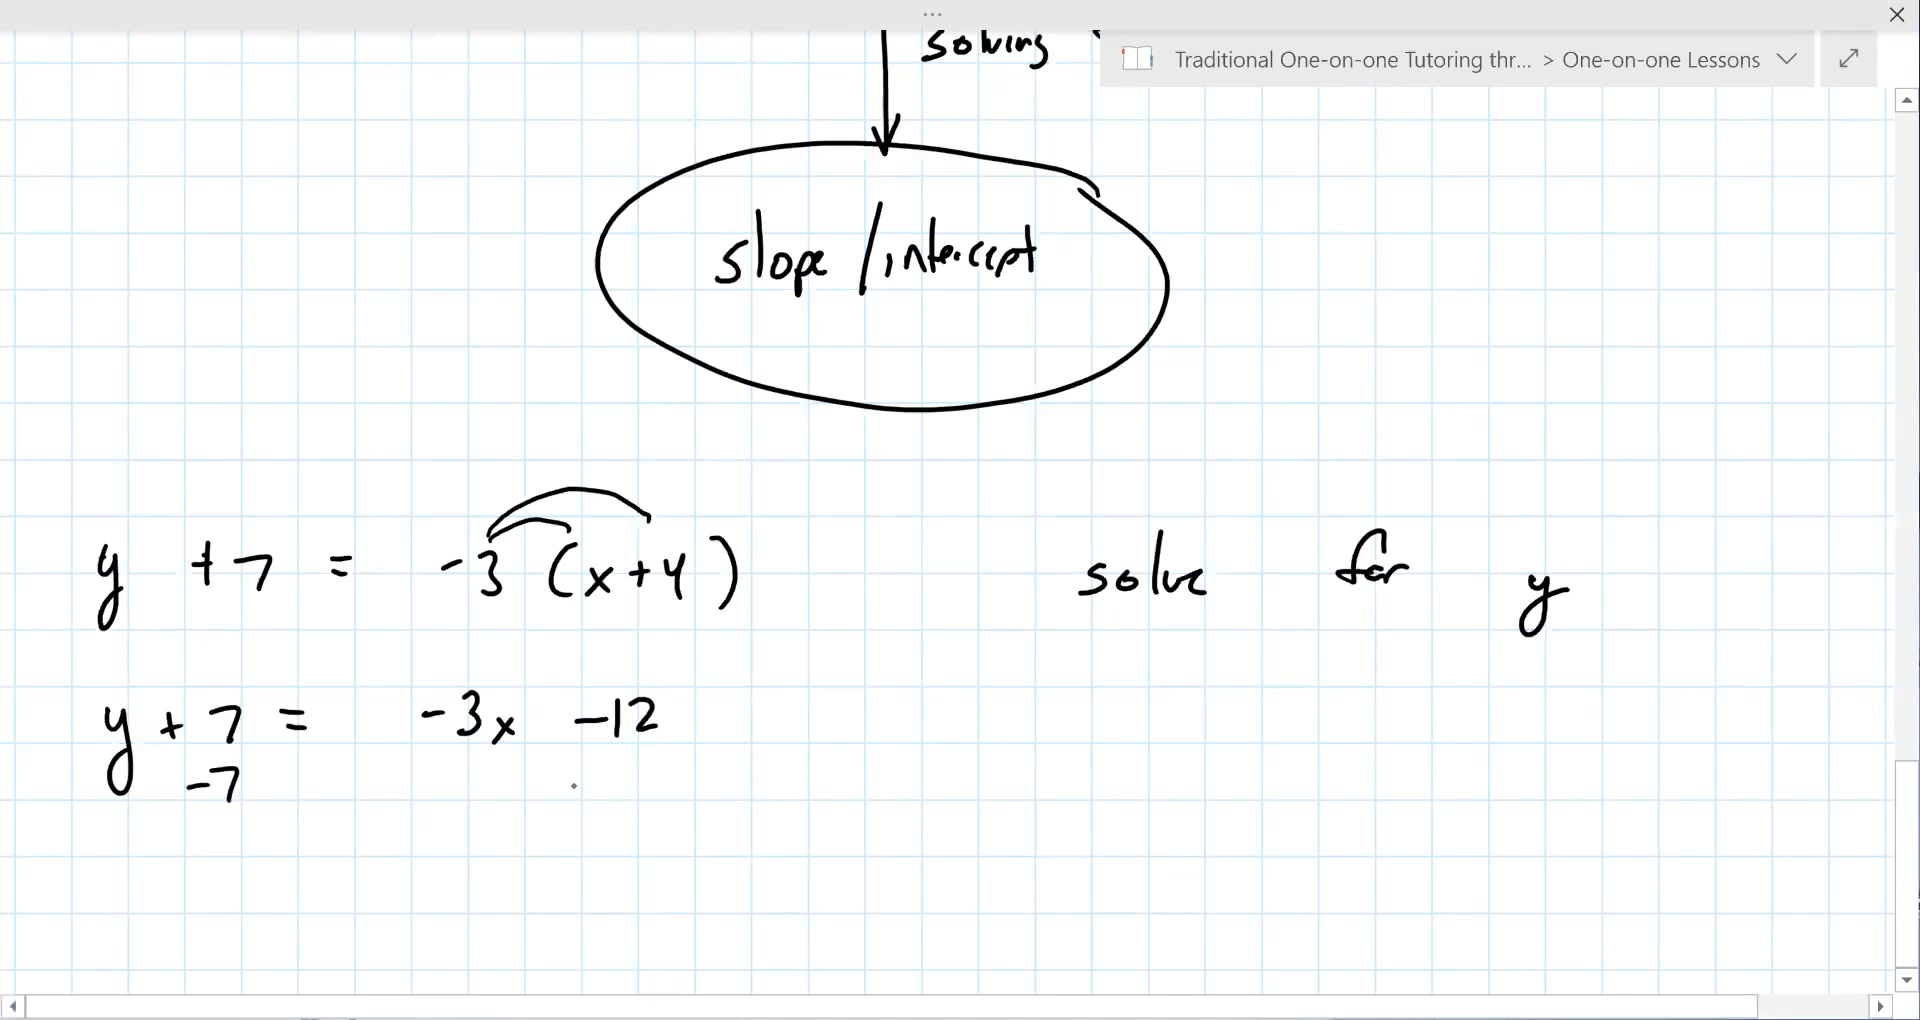 solving
Traditional One-on-one Tutoring thr... > One-on-one Lessons
slope / intercept
y + 7 = -3 (x+4)
solve for y
y + 7 = -3x -12
-7